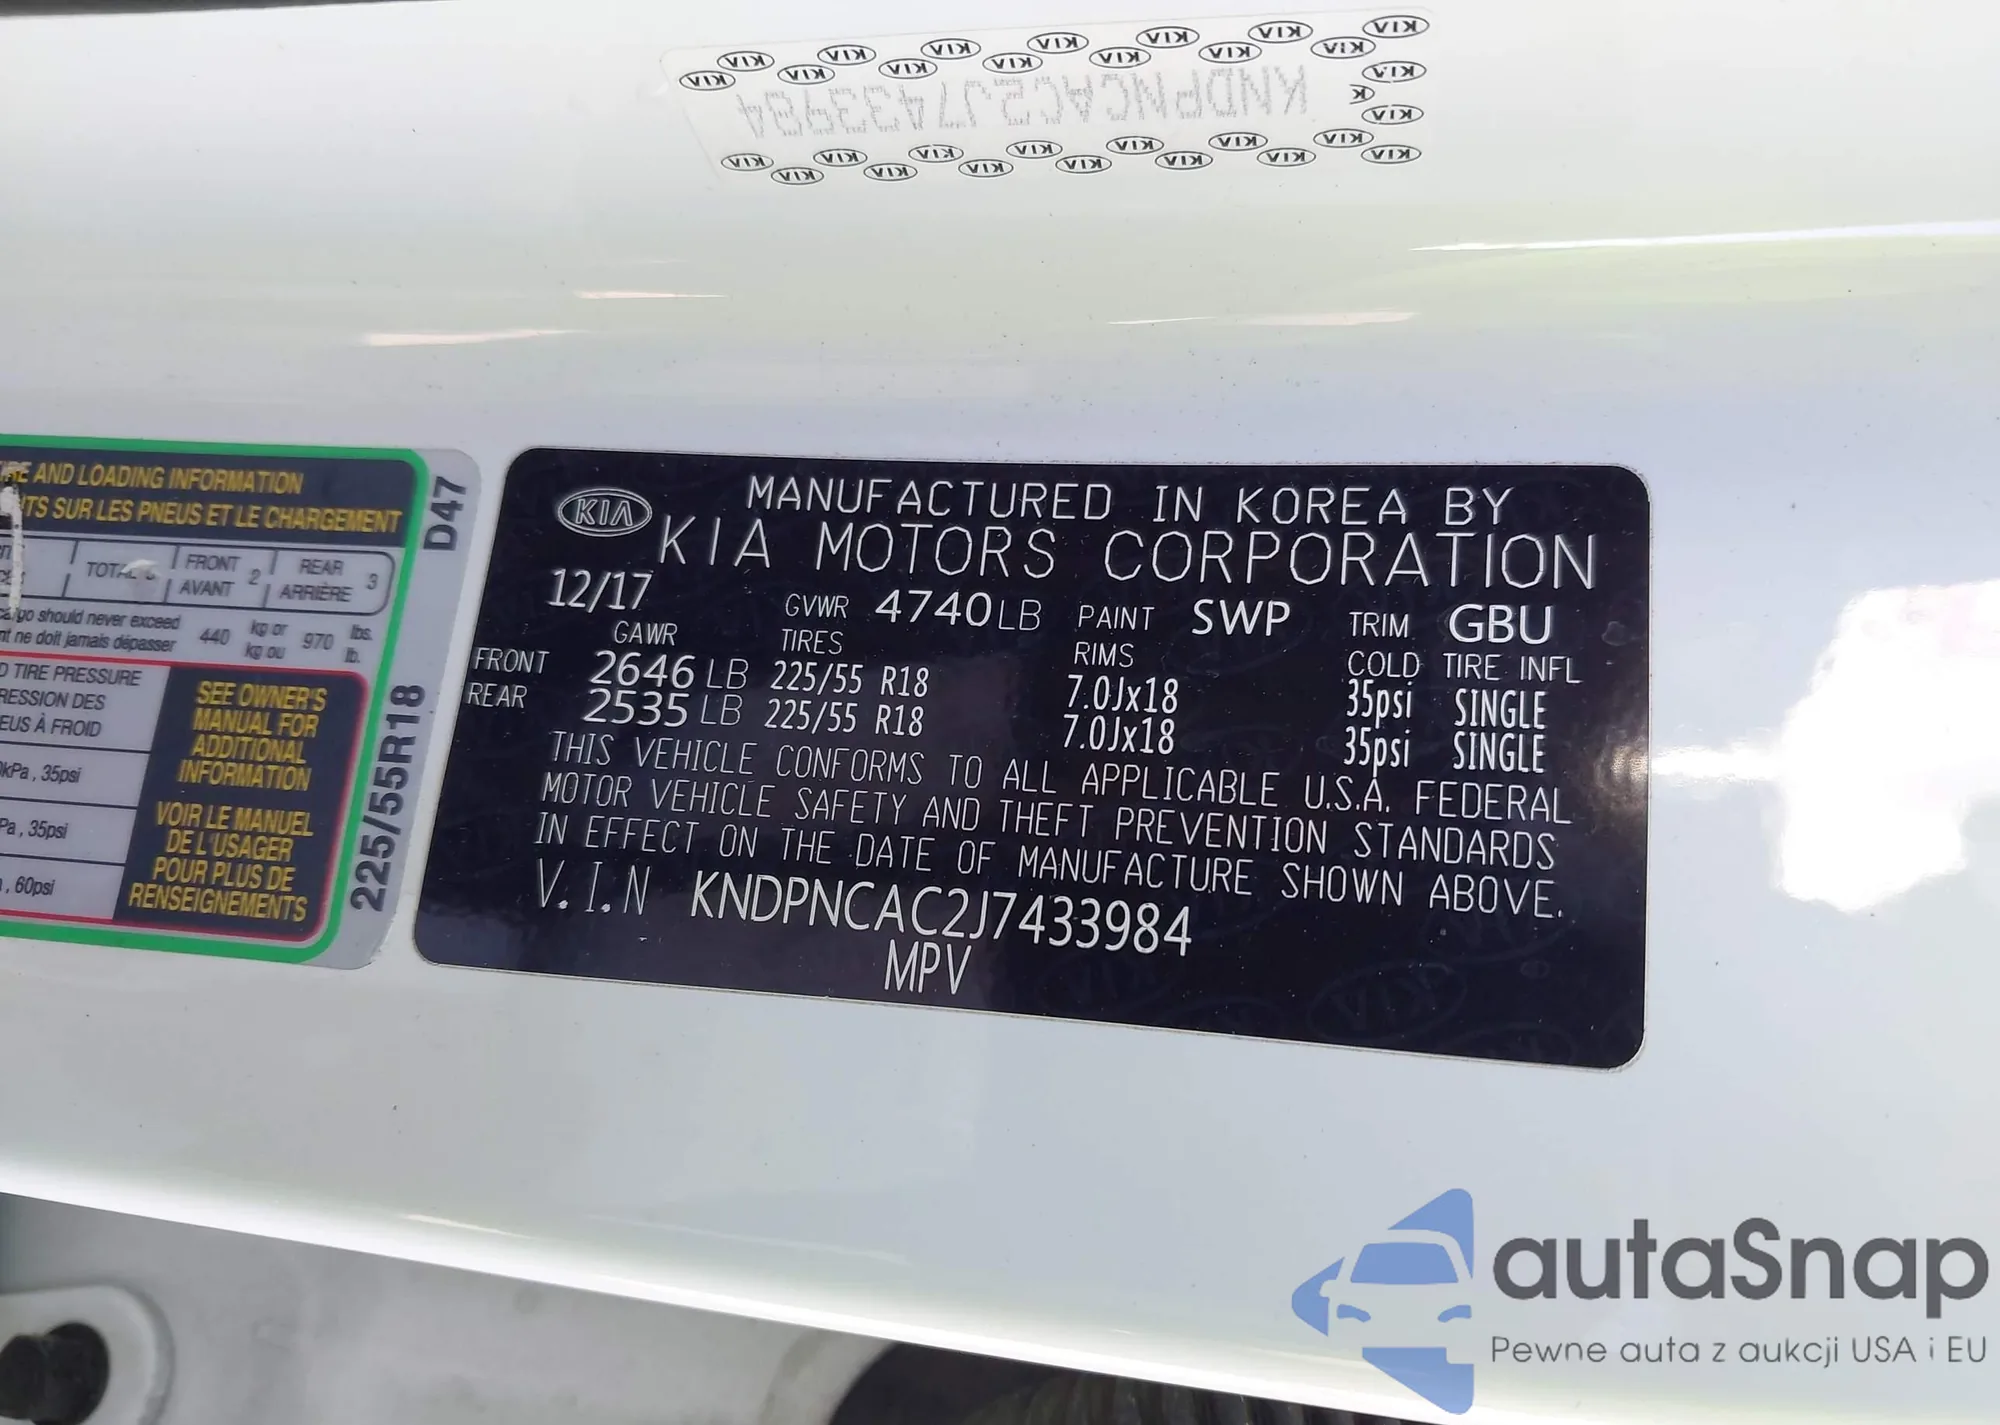 KNDPNCAC2J7433984
KIA
TIRE AND LOADING INFORMATION
SUR LES PNEUS ET LE CHARGEMENT
TOTAL
FRONT 2 REAR 3
AVANT ARRIÈRE
cargo should never exceed 440 kg or 970 lbs.
ne doit jamais dépasser kg ou lb.
TIRE PRESSURE
DES
À FROID
kPa , 35psi
Pa , 35psi
, 60psi
SEE OWNER'S
MANUAL FOR
ADDITIONAL
INFORMATION
VOIR LE MANUEL
DE L'USAGER
POUR PLUS DE
RENSEIGNEMENTS
D47
225/55R18
KIA
MANUFACTURED IN KOREA BY
KIA MOTORS CORPORATION
12/17 GVWR 4740LB PAINT SWP TRIM GBU
GAWR TIRES RIMS COLD TIRE INFL
FRONT 2646 LB 225/55 R18 7.0Jx18 35psi SINGLE
REAR 2535 LB 225/55 R18 7.0Jx18 35psi SINGLE
THIS VEHICLE CONFORMS TO ALL APPLICABLE U.S.A. FEDERAL
MOTOR VEHICLE SAFETY AND THEFT PREVENTION STANDARDS
IN EFFECT ON THE DATE OF MANUFACTURE SHOWN ABOVE.
V.I.N KNDPNCAC2J7433984
MPV
autaSnap
Pewne auta z aukcji USA i EU